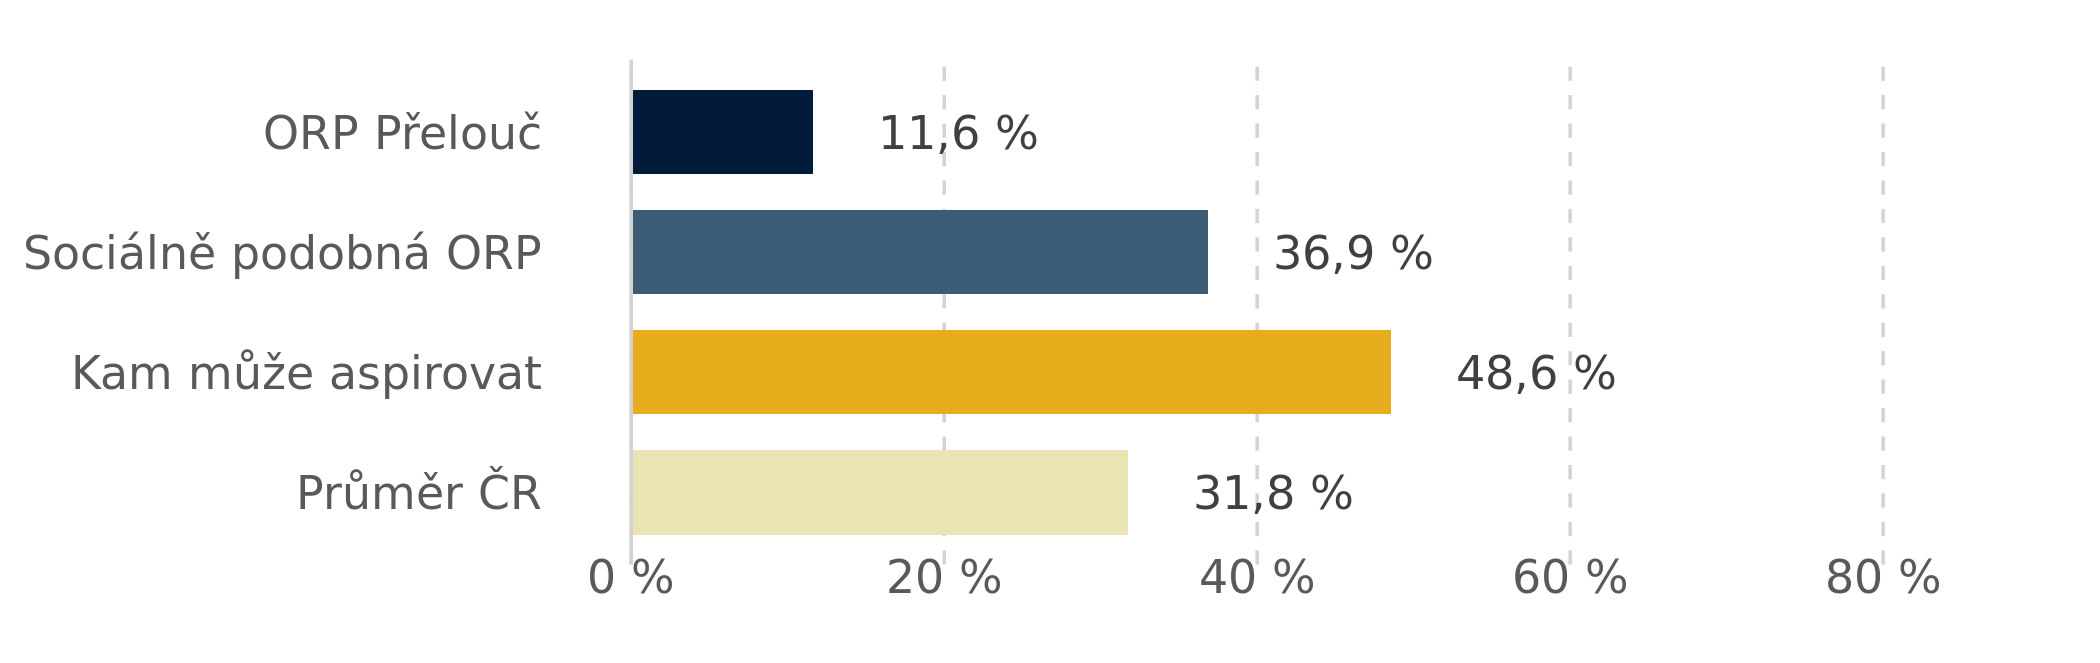 ORP Přelouč 11,6 %
Sociálně podobná ORP 36,9 %
Kam může aspirovat 48,6 %
Průměr ČR 31,8 %
0 % 20 % 40 % 60 % 80 %